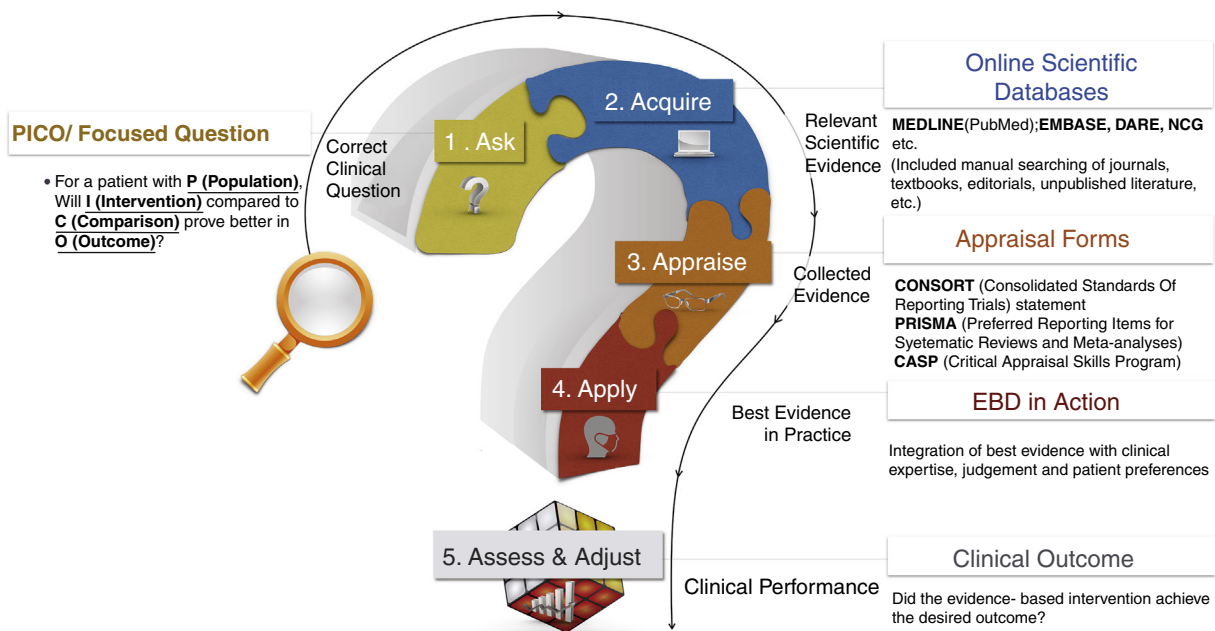 PICO/ Focused Question
• For a patient with P (Population),
Will I (Intervention) compared to
C (Comparison) prove better in
O (Outcome)?
Correct
Clinical
Question
1 . Ask
2. Acquire
Relevant
Scientific
Evidence
Online Scientific
Databases
MEDLINE(PubMed);EMBASE, DARE, NCG
etc.
(Included manual searching of journals,
textbooks, editorials, unpublished literature,
etc.)
3. Appraise
Collected
Evidence
Appraisal Forms
CONSORT (Consolidated Standards Of
Reporting Trials) statement
PRISMA (Preferred Reporting Items for
Sytematic Reviews and Meta-analyses)
CASP (Critical Appraisal Skills Program)
4. Apply
Best Evidence
in Practice
EBD in Action
Integration of best evidence with clinical
expertise, judgement and patient preferences
5. Assess & Adjust
Clinical Performance
Clinical Outcome
Did the evidence- based intervention achieve
the desired outcome?